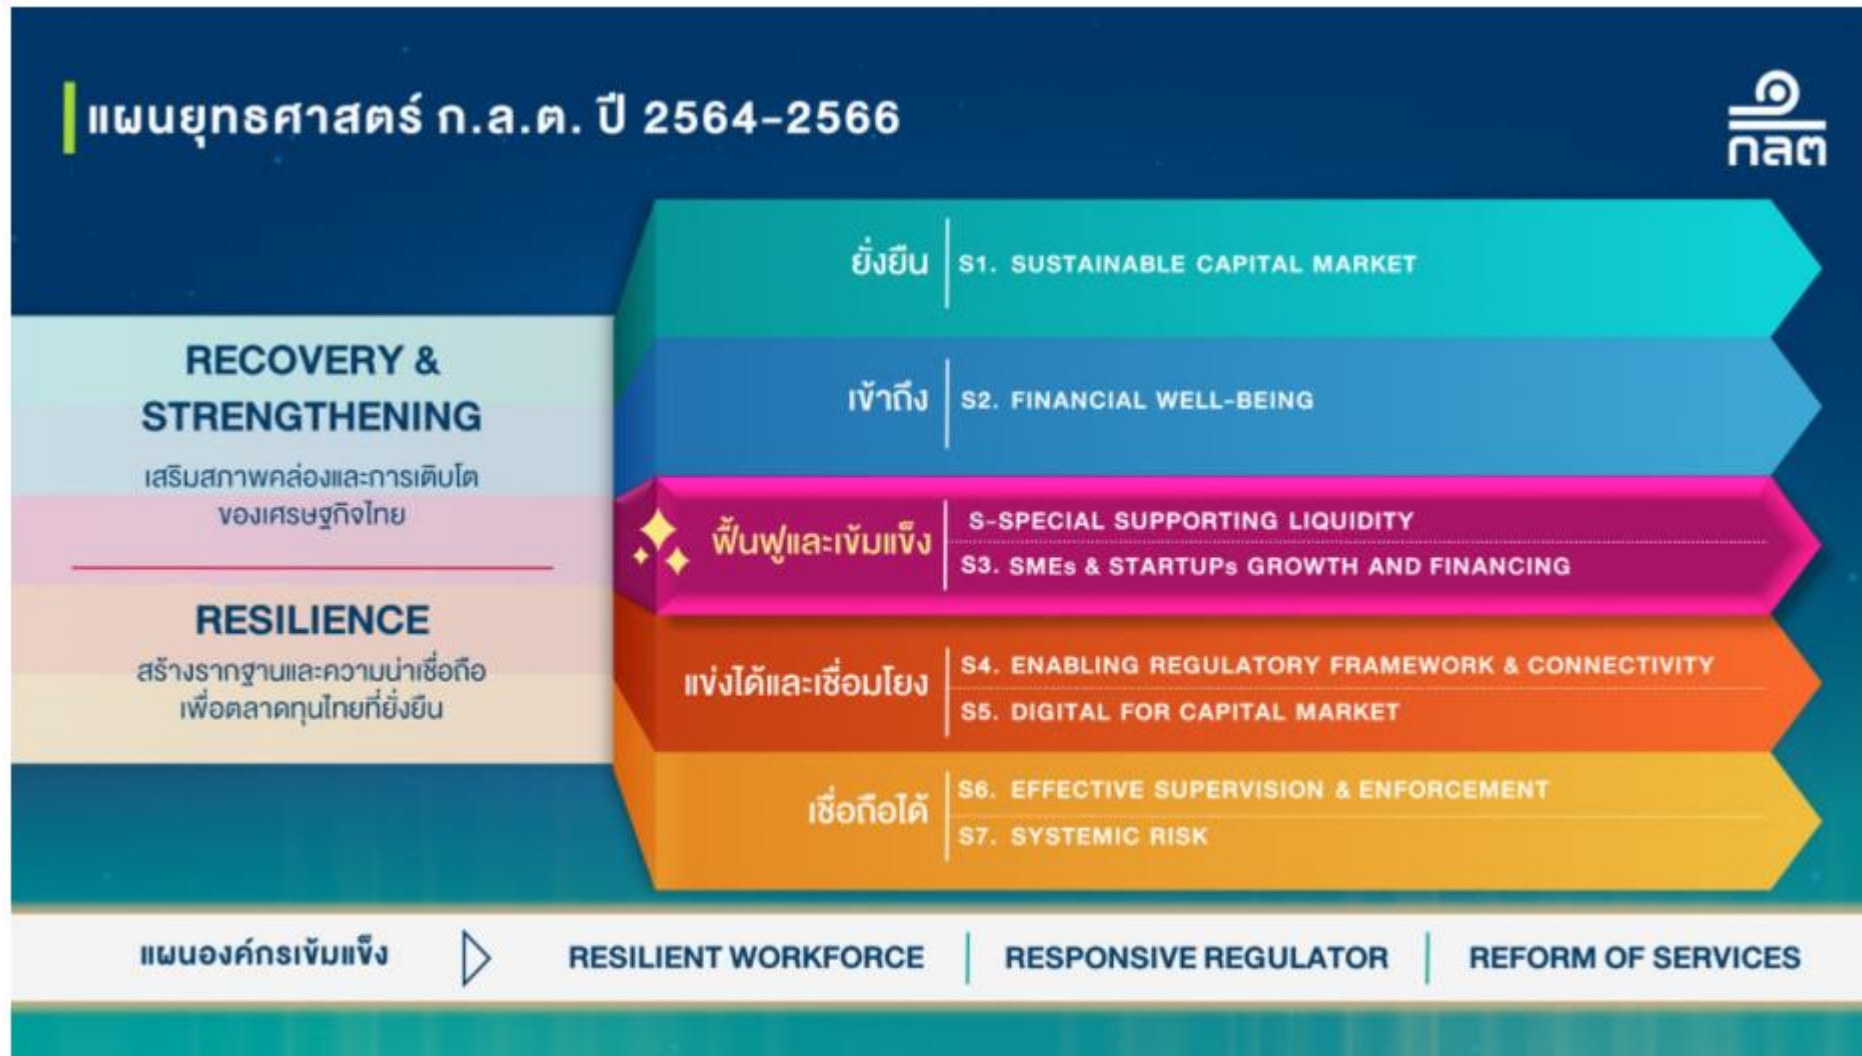 แผนยุทธศาสตร์ ก.ล.ต. ปี 2564-2566
กลต
RECOVERY &
STRENGTHENING
เสริมสภาพคล่องและการเติบโต
ของเศรษฐกิจไทย
RESILIENCE
สร้างรากฐานและความน่าเชื่อถือ
เพื่อตลาดทุนไทยที่ยั่งยืน
ยั่งยืน
S1. SUSTAINABLE CAPITAL MARKET
เข้าถึง
S2. FINANCIAL WELL-BEING
ฟื้นฟูและเข้มแข็ง
S-SPECIAL SUPPORTING LIQUIDITY
S3. SMEs & STARTUPs GROWTH AND FINANCING
แข่งได้และเชื่อมโยง
S4. ENABLING REGULATORY FRAMEWORK & CONNECTIVITY
S5. DIGITAL FOR CAPITAL MARKET
เชื่อถือได้
S6. EFFECTIVE SUPERVISION & ENFORCEMENT
S7. SYSTEMIC RISK
แผนองค์กรเข้มแข็ง
RESILIENT WORKFORCE
RESPONSIVE REGULATOR
REFORM OF SERVICES